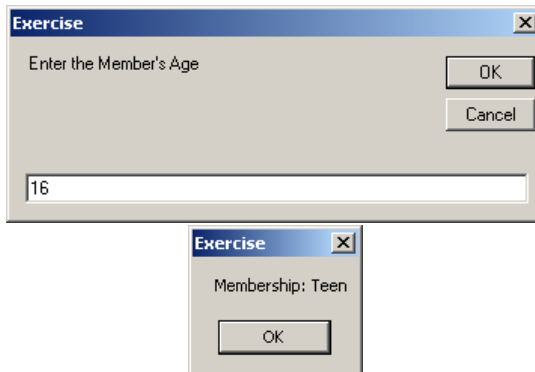 Exercise
Enter the Member's Age
OK
Cancel
16
Exercise
Membership: Teen
OK